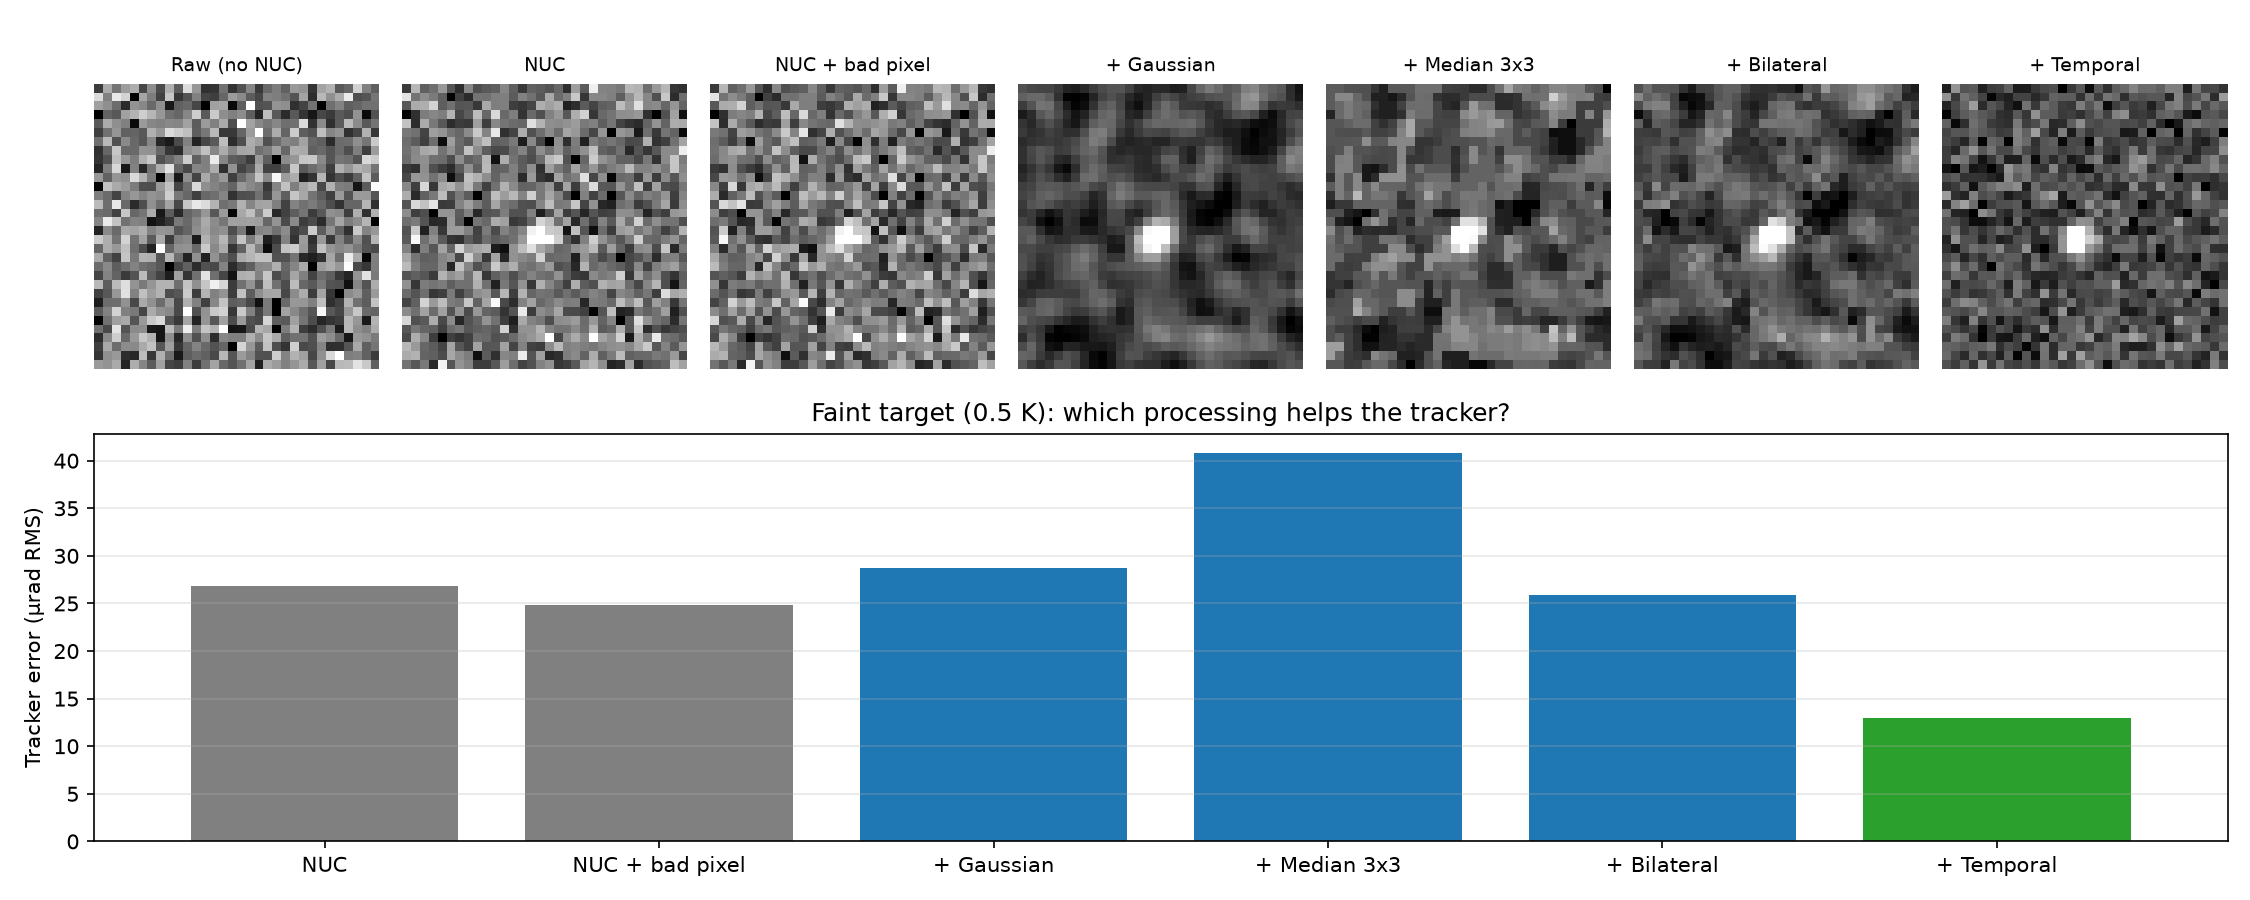 Raw (no NUC)
NUC
NUC + bad pixel
+ Gaussian
+ Median 3x3
+ Bilateral
+ Temporal
Faint target (0.5 K): which processing helps the tracker?
Tracker error (μrad RMS)
40
35
30
25
20
15
10
5
0
NUC
NUC + bad pixel
+ Gaussian
+ Median 3x3
+ Bilateral
+ Temporal